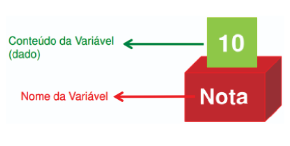 Conteúdo da Variável
(dado)
10
Nome da Variável
Nota